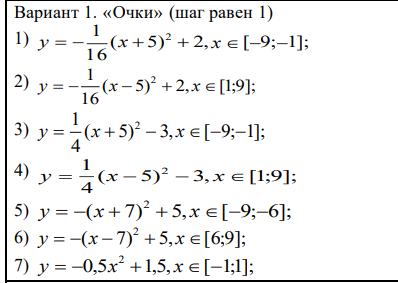 Вариант 1. «Очки» (шаг равен 1)
1) y = −1/16(x + 5)² + 2, x ∈ [−9;−1];
2) y = −1/16(x − 5)² + 2, x ∈ [1;9];
3) y = 1/4(x + 5)² − 3, x ∈ [−9;−1];
4) y = 1/4(x − 5)² − 3, x ∈ [1;9];
5) y = −(x + 7)² + 5, x ∈ [−9;−6];
6) y = −(x − 7)² + 5, x ∈ [6;9];
7) y = −0,5x² + 1,5, x ∈ [−1;1];